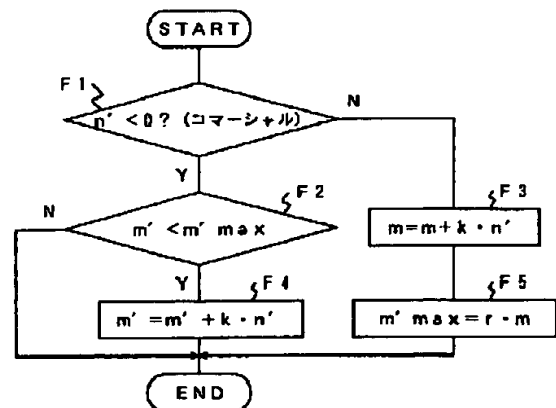 START
F1
n' <0? (コマーシャル)
N
Y
F2
N
m' <m' max
F3
m=m+k・n'
Y
F4
F5
m' =m' +k・n'
m' max=r・m
END